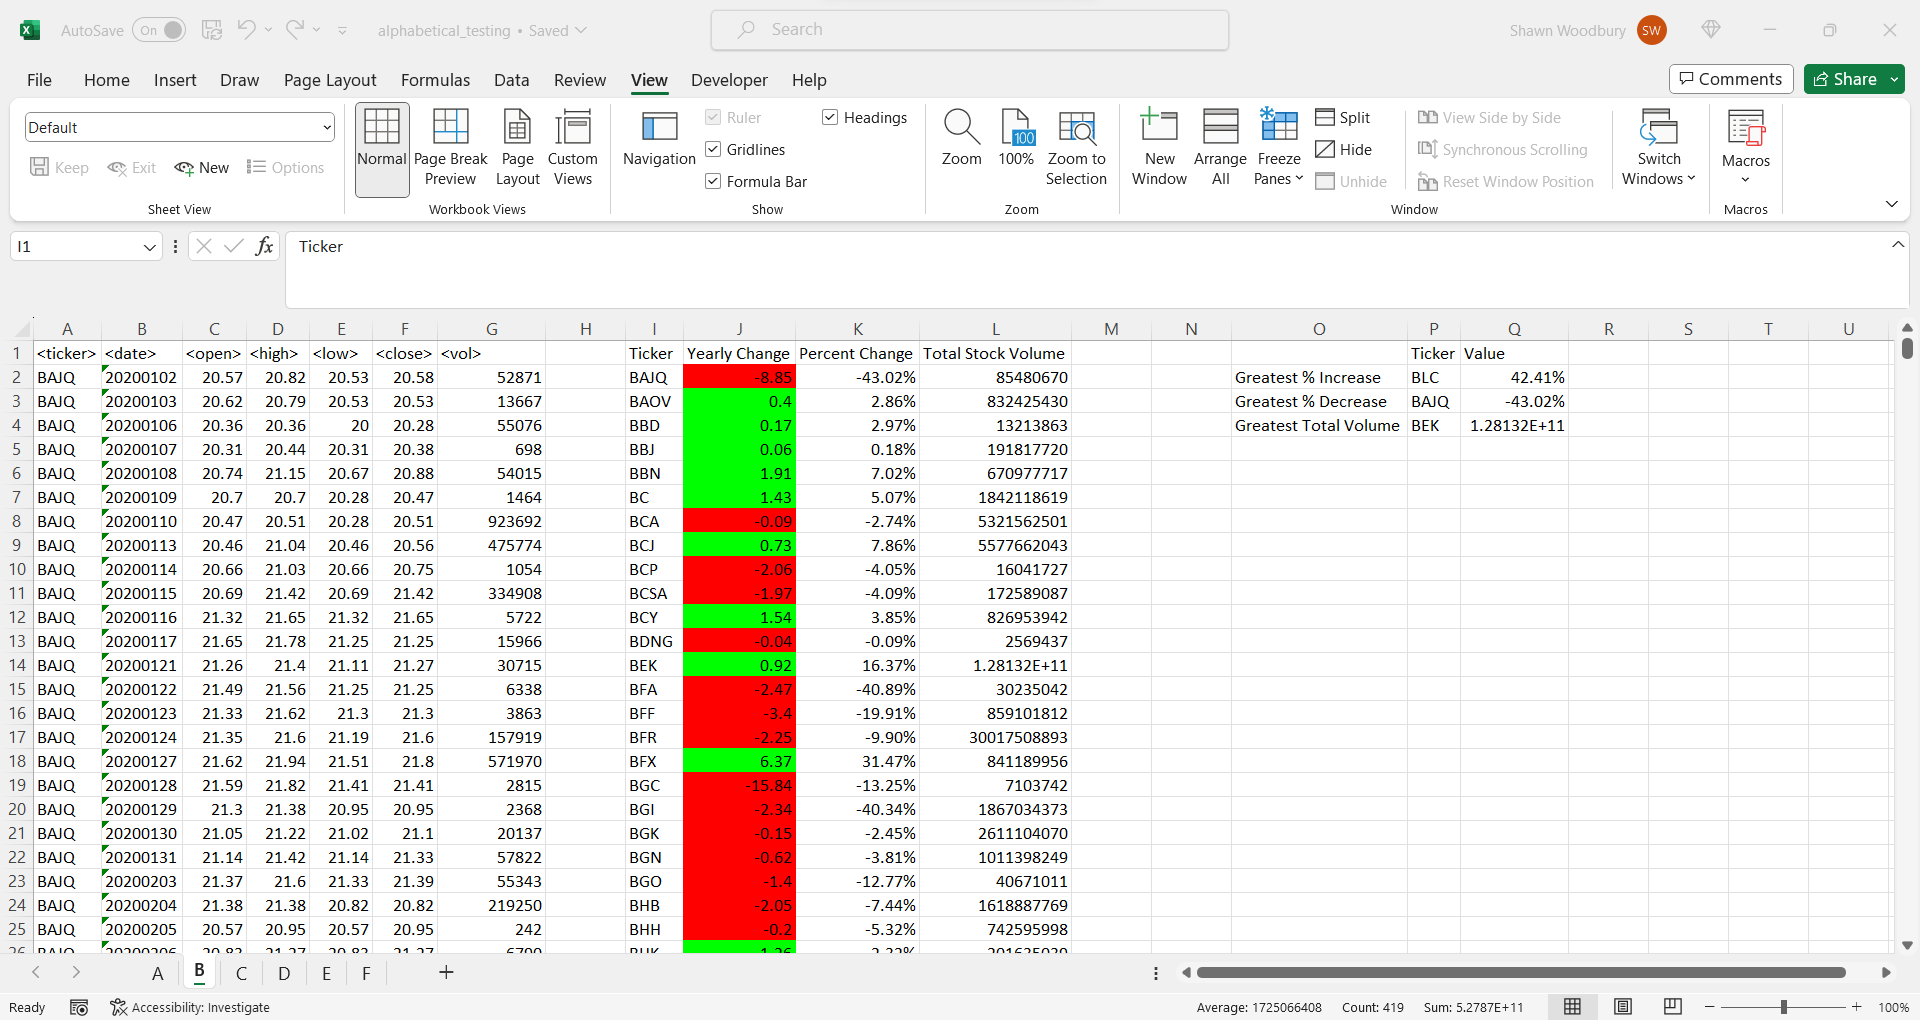 AutoSave On alphabetical_testing • Saved Search Shawn Woodbury SW
File Home Insert Draw Page Layout Formulas Data Review View Developer Help Comments Share
Default
Keep Exit New Options
Sheet View
Normal
Page Break Preview
Page Layout
Custom Views
Workbook Views
Navigation
Ruler
Gridlines
Formula Bar
Headings
Show
Zoom
100
100%
Zoom to Selection
Zoom
New Window
Arrange All
Freeze Panes
Split
Hide
Unhide
View Side by Side
Synchronous Scrolling
Reset Window Position
Switch Windows
Window
Macros
Macros
I1 fx Ticker
A B C D E F G H I J K L M N O P Q R S T U
1 <ticker> <date> <open> <high> <low> <close> <vol> Ticker Yearly Change Percent Change Total Stock Volume Ticker Value
2 BAJQ 20200102 20.57 20.82 20.53 20.58 52871 BAJQ -8.85 -43.02% 85480670 Greatest % Increase BLC 42.41%
3 BAJQ 20200103 20.62 20.79 20.53 20.53 13667 BAOV 0.4 2.86% 832425430 Greatest % Decrease BAJQ -43.02%
4 BAJQ 20200106 20.36 20.36 20 20.28 55076 BBD 0.17 2.97% 13213863 Greatest Total Volume BEK 1.28132E+11
5 BAJQ 20200107 20.31 20.44 20.31 20.38 698 BBJ 0.06 0.18% 191817720
6 BAJQ 20200108 20.74 21.15 20.67 20.88 54015 BBN 1.91 7.02% 670977717
7 BAJQ 20200109 20.7 20.7 20.28 20.47 1464 BC 1.43 5.07% 1842118619
8 BAJQ 20200110 20.47 20.51 20.28 20.51 923692 BCA -0.09 -2.74% 5321562501
9 BAJQ 20200113 20.46 21.04 20.46 20.56 475774 BCJ 0.73 7.86% 5577662043
10 BAJQ 20200114 20.66 21.03 20.66 20.75 1054 BCP -2.06 -4.05% 16041727
11 BAJQ 20200115 20.69 21.42 20.69 21.42 334908 BCSA -1.97 -4.09% 172589087
12 BAJQ 20200116 21.32 21.65 21.32 21.65 5722 BCY 1.54 3.85% 826953942
13 BAJQ 20200117 21.65 21.78 21.25 21.25 15966 BDNG -0.04 -0.09% 2569437
14 BAJQ 20200121 21.26 21.4 21.11 21.27 30715 BEK 0.92 16.37% 1.28132E+11
15 BAJQ 20200122 21.49 21.56 21.25 21.25 6338 BFA -2.47 -40.89% 30235042
16 BAJQ 20200123 21.33 21.62 21.3 21.3 3863 BFF -3.4 -19.91% 859101812
17 BAJQ 20200124 21.35 21.6 21.19 21.6 157919 BFR -2.25 -9.90% 30017508893
18 BAJQ 20200127 21.62 21.94 21.51 21.8 571970 BFX 6.37 31.47% 841189956
19 BAJQ 20200128 21.59 21.82 21.41 21.41 2815 BGC -15.84 -13.25% 7103742
20 BAJQ 20200129 21.3 21.38 20.95 20.95 2368 BGI -2.34 -40.34% 1867034373
21 BAJQ 20200130 21.05 21.22 21.02 21.1 20137 BGK -0.15 -2.45% 2611104070
22 BAJQ 20200131 21.14 21.42 21.14 21.33 57822 BGN -0.62 -3.81% 1011398249
23 BAJQ 20200203 21.37 21.6 21.33 21.39 55343 BGO -1.4 -12.77% 40671011
24 BAJQ 20200204 21.38 21.38 20.82 20.82 219250 BHB -2.05 -7.44% 1618887769
25 BAJQ 20200205 20.57 20.95 20.57 20.95 242 BHH -0.2 -5.32% 742595998
A B C D E F
Ready Accessibility: Investigate Average: 1725066408 Count: 419 Sum: 5.2787E+11 100%